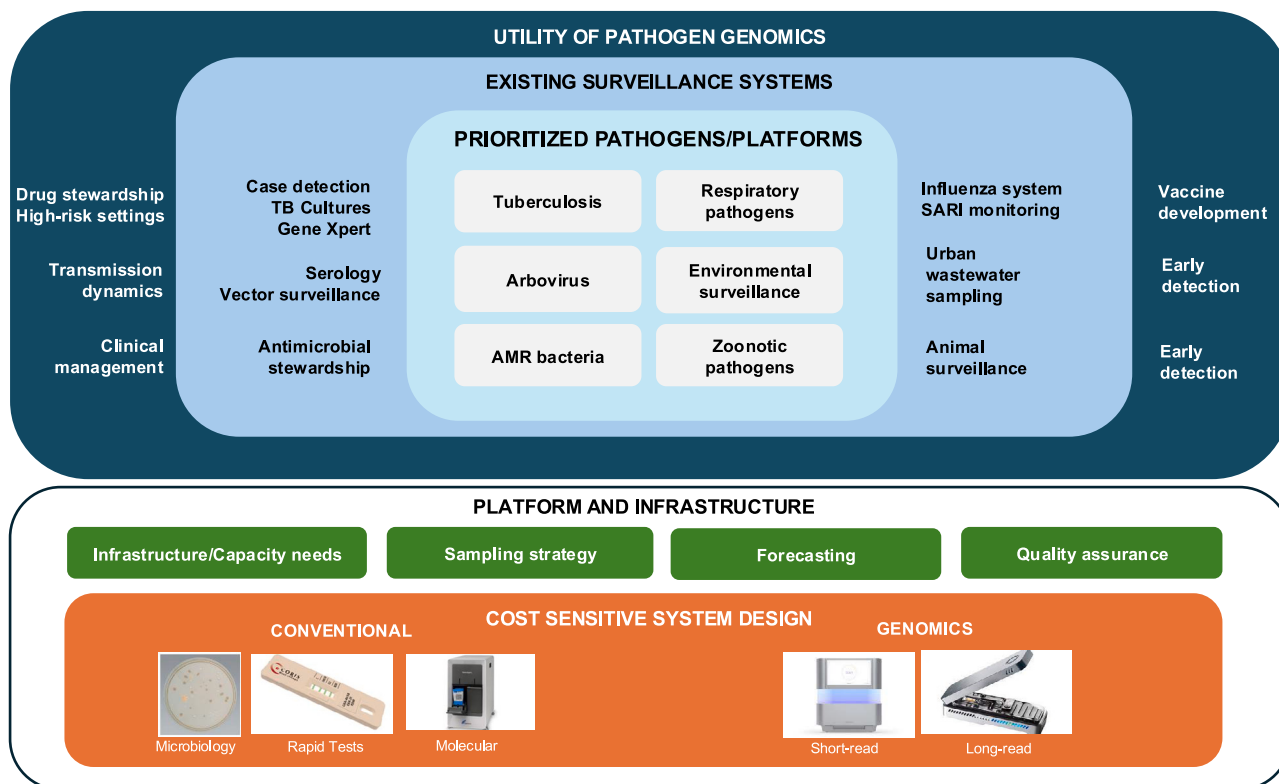 UTILITY OF PATHOGEN GENOMICS
EXISTING SURVEILLANCE SYSTEMS
PRIORITIZED PATHOGENS/PLATFORMS
Drug stewardship
High-risk settings
Case detection
TB Cultures
Gene Xpert
Tuberculosis
Respiratory
pathogens
Influenza system
SARI monitoring
Vaccine
development
Transmission
dynamics
Serology
Vector surveillance
Arbovirus
Environmental
surveillance
Urban
wastewater
sampling
Early
detection
Clinical
management
Antimicrobial
stewardship
AMR bacteria
Zoonotic
pathogens
Animal
surveillance
Early
detection
PLATFORM AND INFRASTRUCTURE
Infrastructure/Capacity needs
Sampling strategy
Forecasting
Quality assurance
COST SENSITIVE SYSTEM DESIGN
CONVENTIONAL
GENOMICS
Microbiology
Rapid Tests
Molecular
Short-read
Long-read